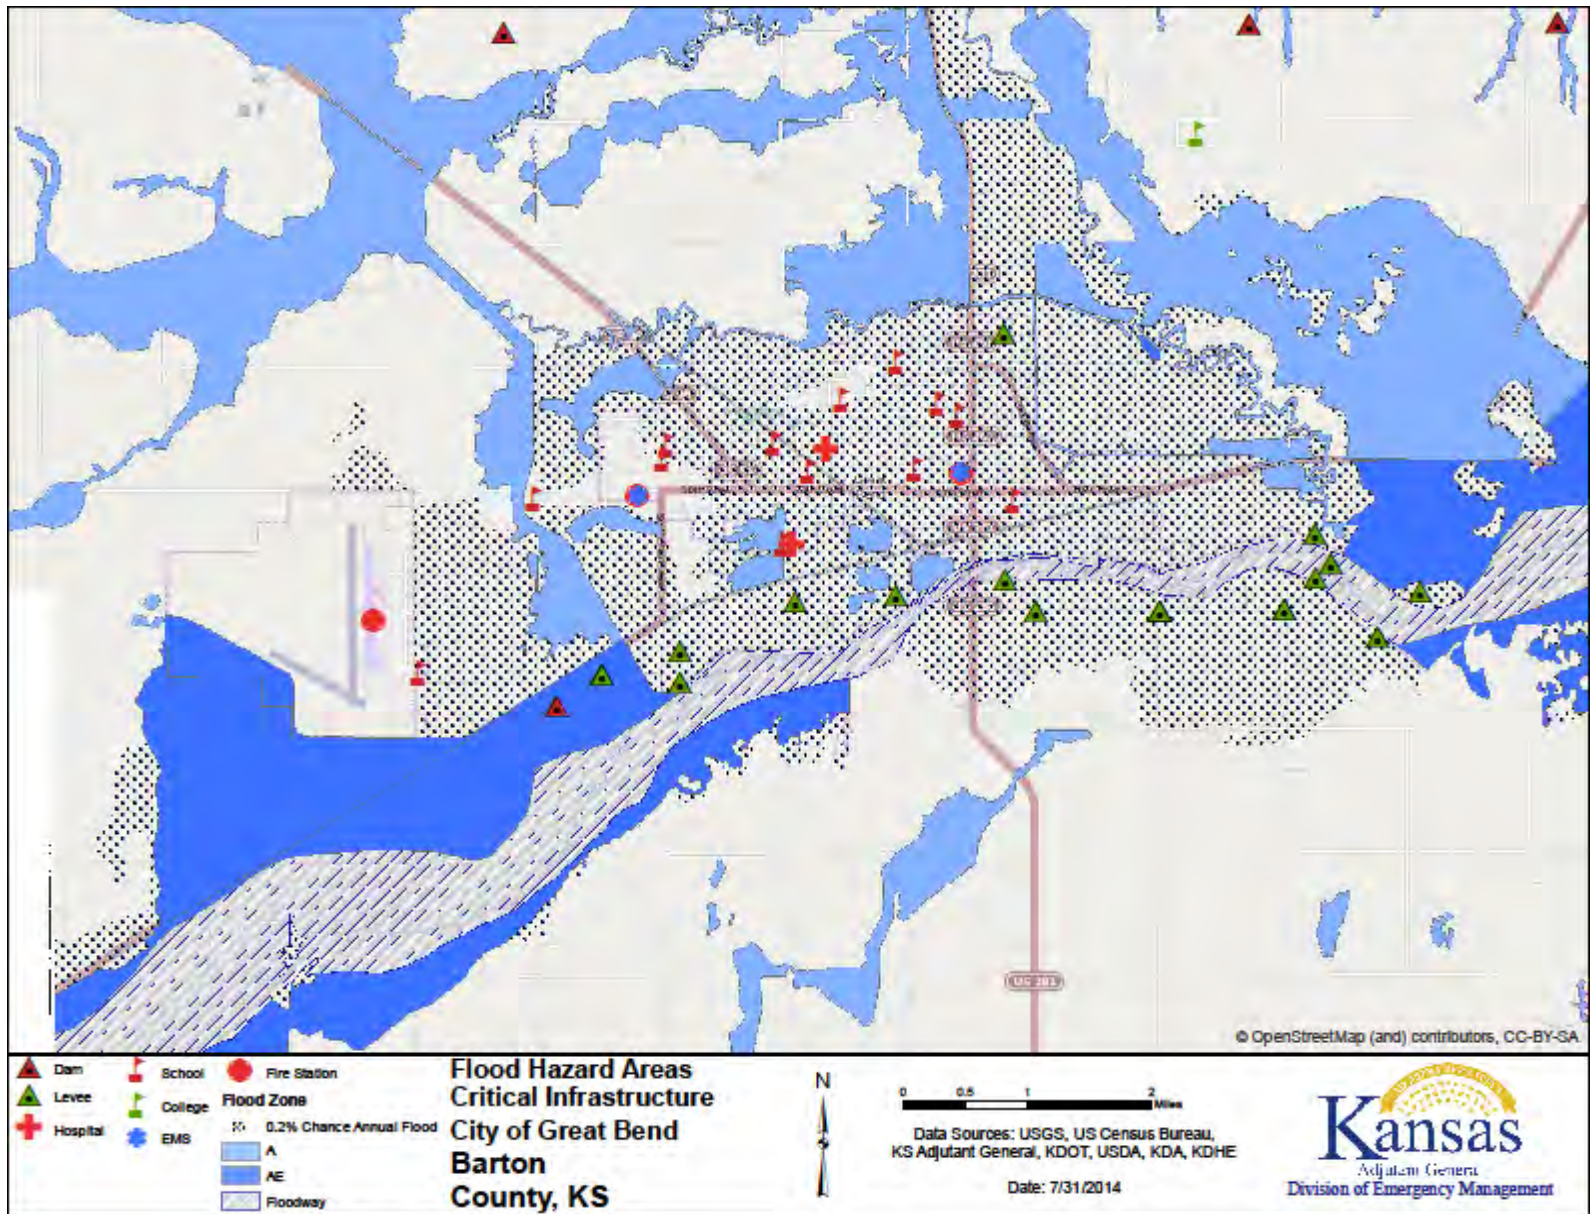 US 281
© OpenStreetMap (and) contributors, CC-BY-SA
Dam
School
Fire Station
Levee
College
Flood Zone
Hospital
EMS
0.2% Chance Annual Flood
A
AE
Floodway
Flood Hazard Areas
Critical Infrastructure
City of Great Bend
Barton
County, KS
N
0 0.5 1 2
Miles
Data Sources: USGS, US Census Bureau,
KS Adjutant General, KDOT, USDA, KDA, KDHE
Date: 7/31/2014
Kansas
Adjutant General
Division of Emergency Management